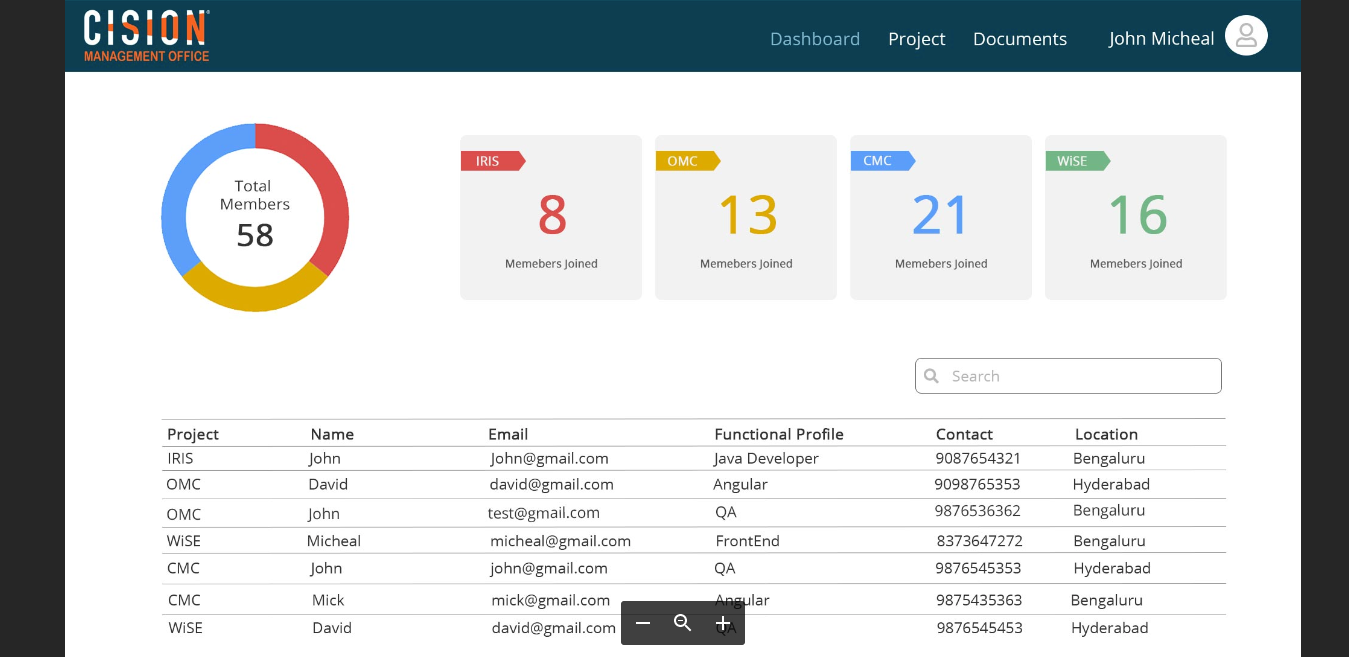 CISION®
MANAGEMENT OFFICE
Dashboard Project Documents John Micheal
Total
Members
58
IRIS
8
Memebers Joined
OMC
13
Memebers Joined
CMC
21
Memebers Joined
WiSE
16
Memebers Joined
Search
Project Name Email Functional Profile Contact Location
IRIS John John@gmail.com Java Developer 9087654321 Bengaluru
OMC David david@gmail.com Angular 9098765353 Hyderabad
OMC John test@gmail.com QA 9876536362 Bengaluru
WiSE Micheal micheal@gmail.com FrontEnd 8373647272 Bengaluru
CMC John john@gmail.com QA 9876545353 Hyderabad
CMC Mick mick@gmail.com Angular 9875435363 Bengaluru
WiSE David david@gmail.com QA 9876545453 Hyderabad